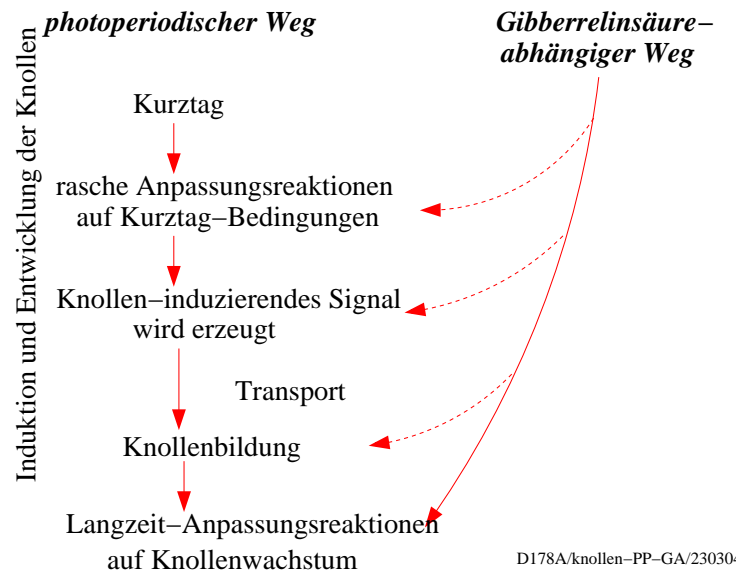 photoperiodischer Weg
Gibberrelinsäure–
abhängiger Weg
Induktion und Entwicklung der Knollen
Kurztag
rasche Anpassungsreaktionen
auf Kurztag–Bedingungen
Knollen–induzierendes Signal
wird erzeugt
Transport
Knollenbildung
Langzeit–Anpassungsreaktionen
auf Knollenwachstum
D178A/knollen–PP–GA/230304